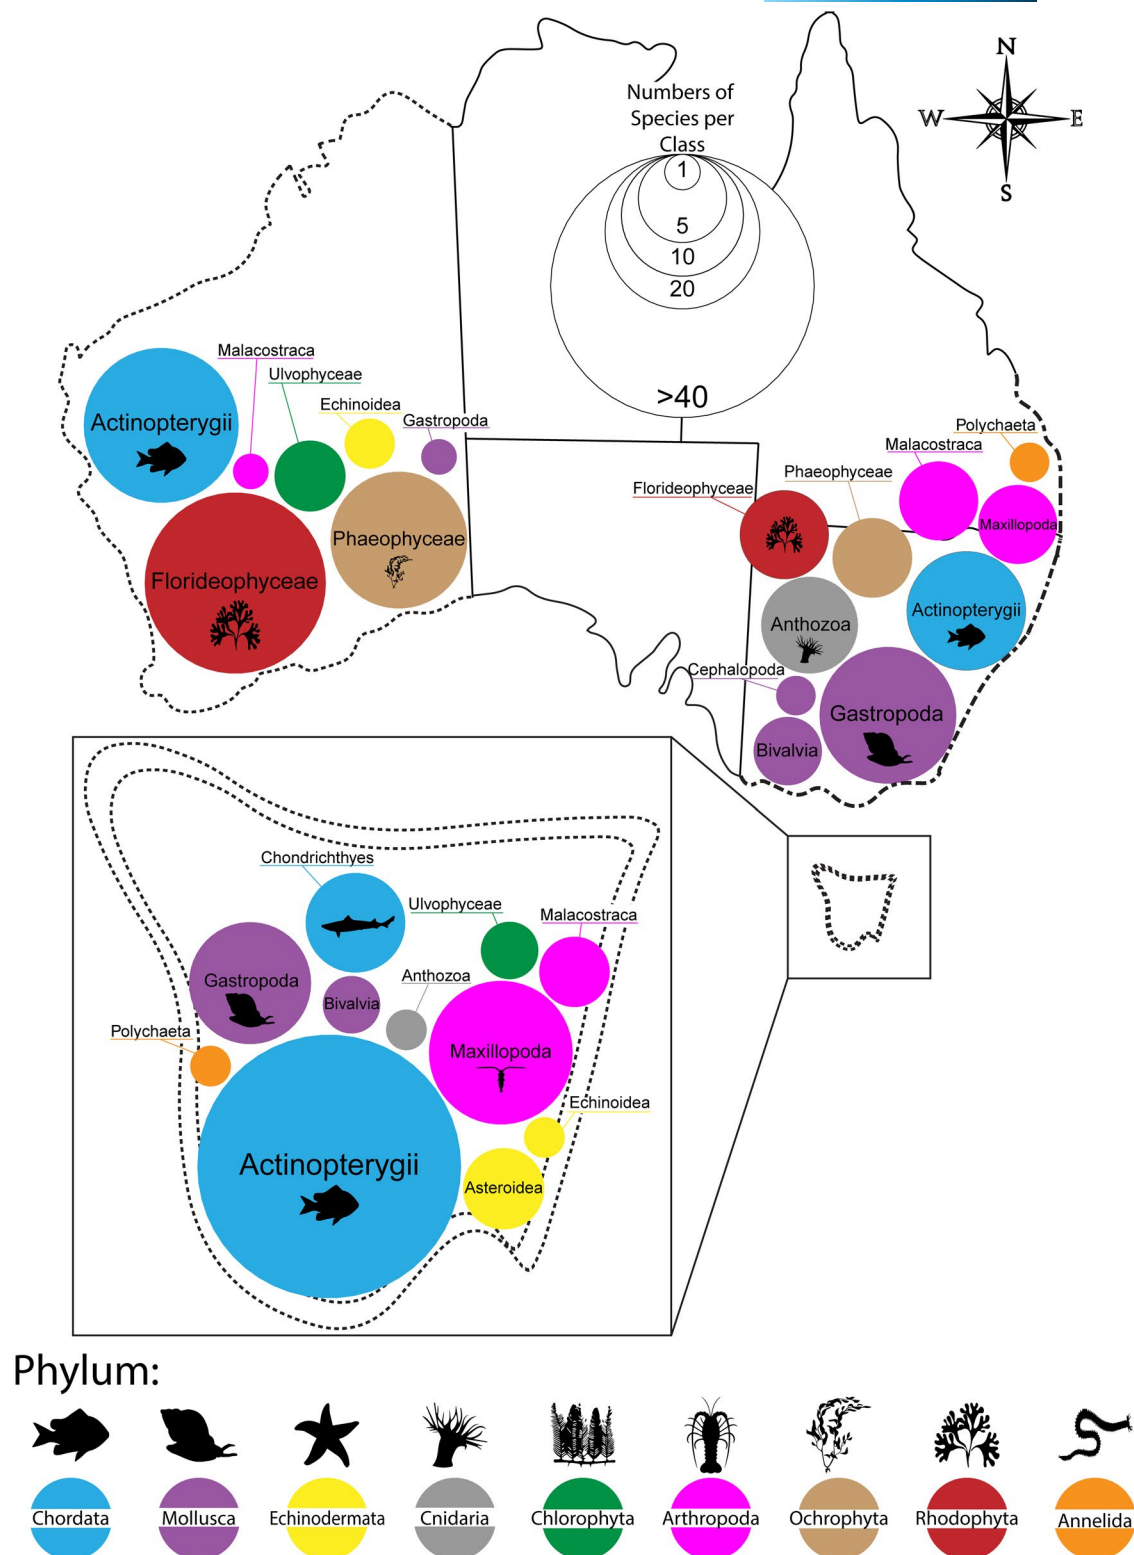 N
W
E
S
Numbers of
Species per
Class
1
5
10
20
>40
Malacostraca
Ulvophyceae
Echinoidea
Gastropoda
Actinopterygii
Phaeophyceae
Florideophyceae
Polychaeta
Malacostraca
Phaeophyceae
Florideophyceae
Maxillopoda
Actinopterygii
Anthozoa
Cephalopoda
Gastropoda
Bivalvia
Chondrichthyes
Ulvophyceae
Malacostraca
Gastropoda
Anthozoa
Bivalvia
Polychaeta
Maxillopoda
Echinoidea
Actinopterygii
Asteroidea
Phylum:
Chordata
Mollusca
Echinodermata
Cnidaria
Chlorophyta
Arthropoda
Ochrophyta
Rhodophyta
Annelida